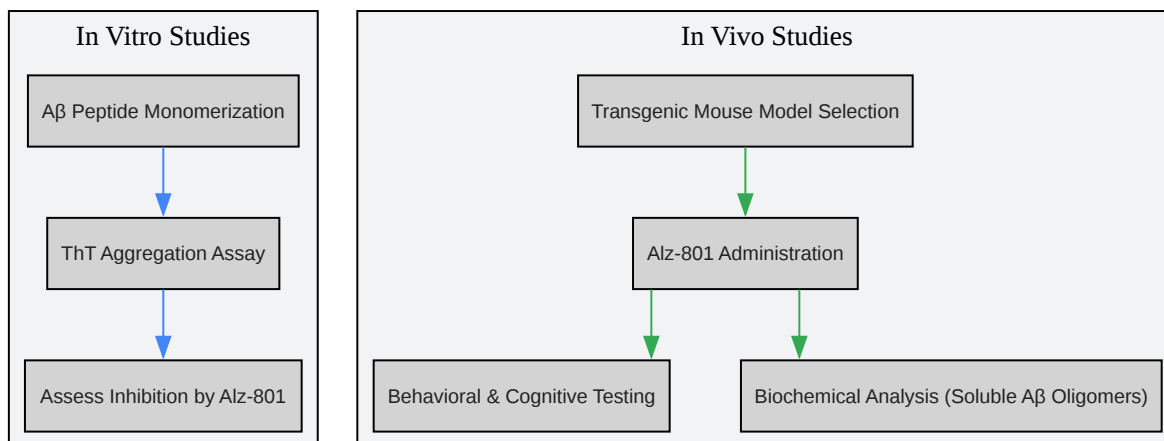 In Vitro Studies
Aβ Peptide Monomerization
ThT Aggregation Assay
Assess Inhibition by Alz-801
In Vivo Studies
Transgenic Mouse Model Selection
Alz-801 Administration
Behavioral & Cognitive Testing
Biochemical Analysis (Soluble Aβ Oligomers)